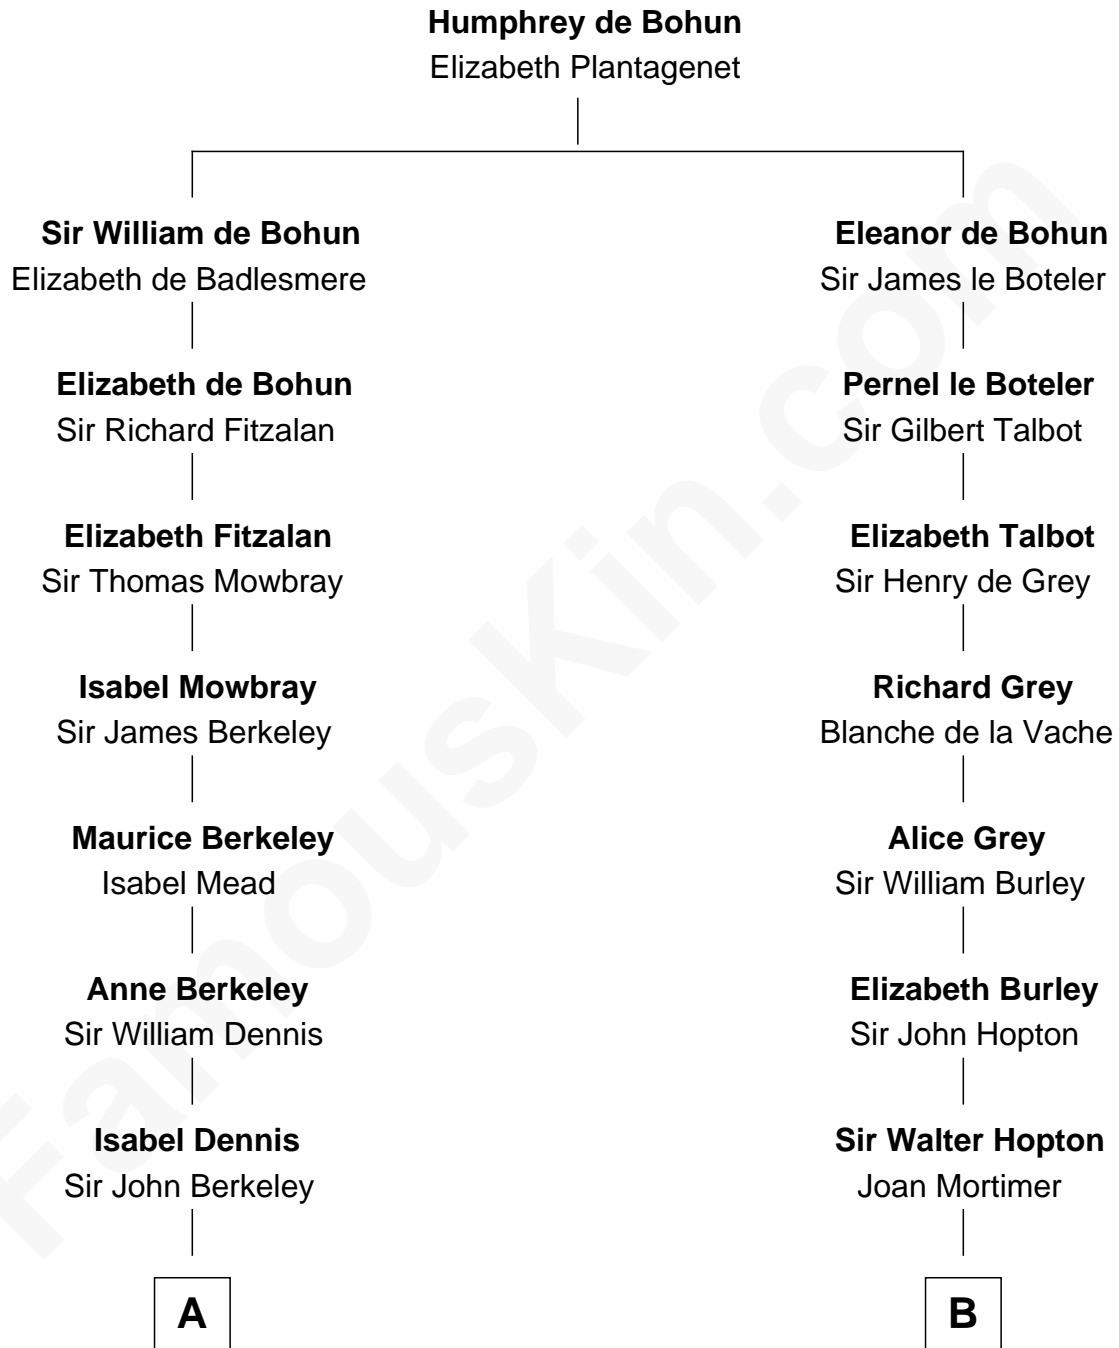 Humphrey de Bohun
Elizabeth Plantagenet
Sir William de Bohun
Elizabeth de Badlesmere
Eleanor de Bohun
Sir James le Boteler
Elizabeth de Bohun
Sir Richard Fitzalan
Pernel le Boteler
Sir Gilbert Talbot
Elizabeth Fitzalan
Sir Thomas Mowbray
Elizabeth Talbot
Sir Henry de Grey
Isabel Mowbray
Sir James Berkeley
Richard Grey
Blanche de la Vache
Maurice Berkeley
Isabel Mead
Alice Grey
Sir William Burley
Anne Berkeley
Sir William Dennis
Elizabeth Burley
Sir John Hopton
Isabel Dennis
Sir John Berkeley
Sir Walter Hopton
Joan Mortimer
A
B
FamousKin.com